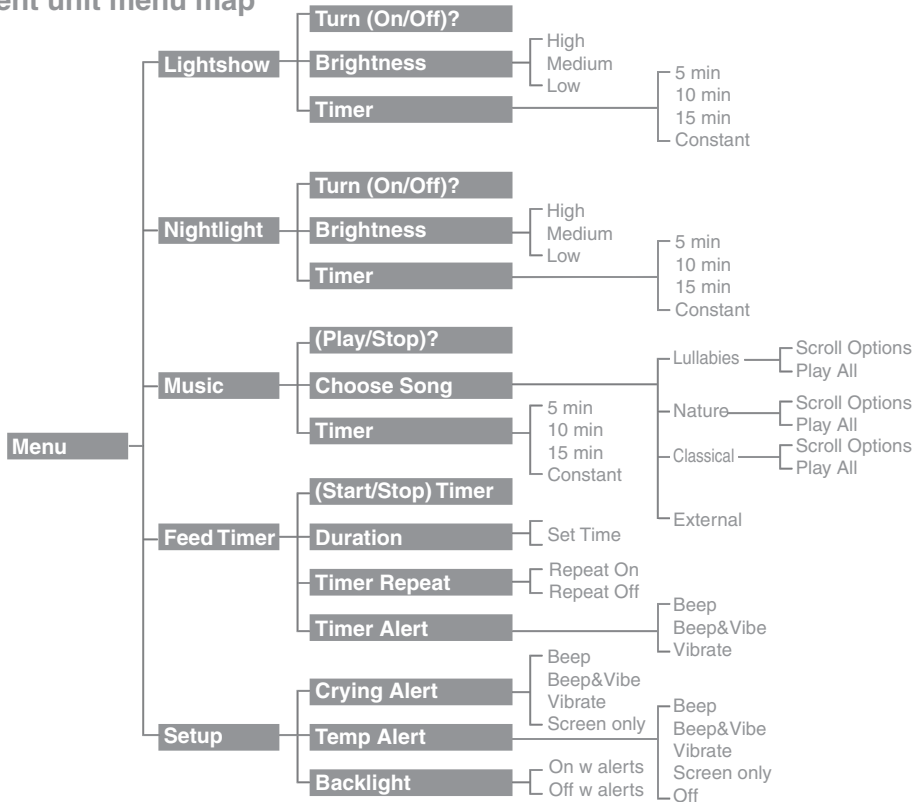 unit menu map
Menu
Lightshow
Turn (On/Off)?
Brightness
High
Medium
Low
Timer
5 min
10 min
15 min
Constant
Nightlight
Turn (On/Off)?
Brightness
High
Medium
Low
Timer
5 min
10 min
15 min
Constant
Music
(Play/Stop)?
Choose Song
Lullabies
Scroll Options
Play All
Nature
Scroll Options
Play All
Classical
Scroll Options
Play All
External
Timer
5 min
10 min
15 min
Constant
Feed Timer
(Start/Stop) Timer
Duration
Set Time
Timer Repeat
Repeat On
Repeat Off
Timer Alert
Beep
Beep&Vibe
Vibrate
Setup
Crying Alert
Beep
Beep&Vibe
Vibrate
Screen only
Temp Alert
Beep
Beep&Vibe
Vibrate
Screen only
Off
Backlight
On w alerts
Off w alerts